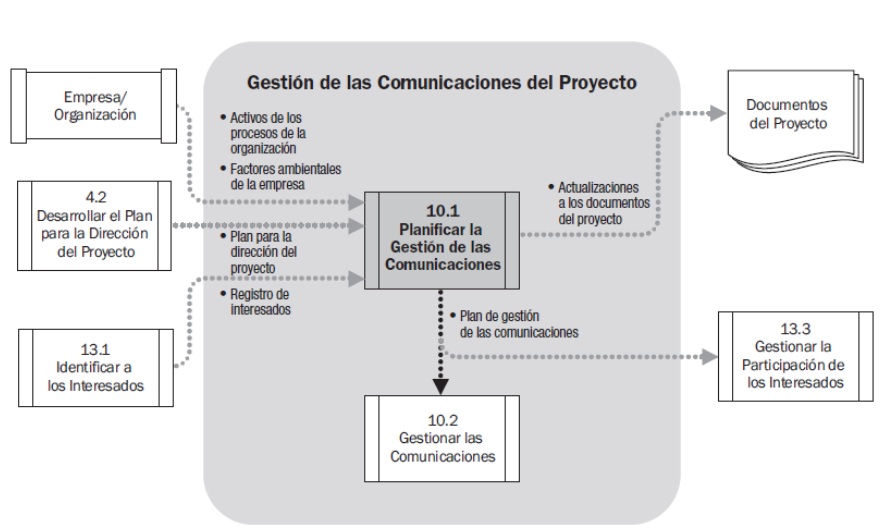 Gestión de las Comunicaciones del Proyecto
Empresa/
Organización
• Activos de los
procesos de la
organización
• Factores ambientales
de la empresa
Documentos
del Proyecto
4.2
Desarrollar el Plan
para la Dirección
del Proyecto
• Plan para la
dirección del
proyecto
10.1
Planificar la
Gestión de las
Comunicaciones
• Actualizaciones
a los documentos
del proyecto
• Registro de
interesados
13.1
Identificar a
los Interesados
• Plan de gestión
de las comunicaciones
13.3
Gestionar la
Participación de
los Interesados
10.2
Gestionar las
Comunicaciones